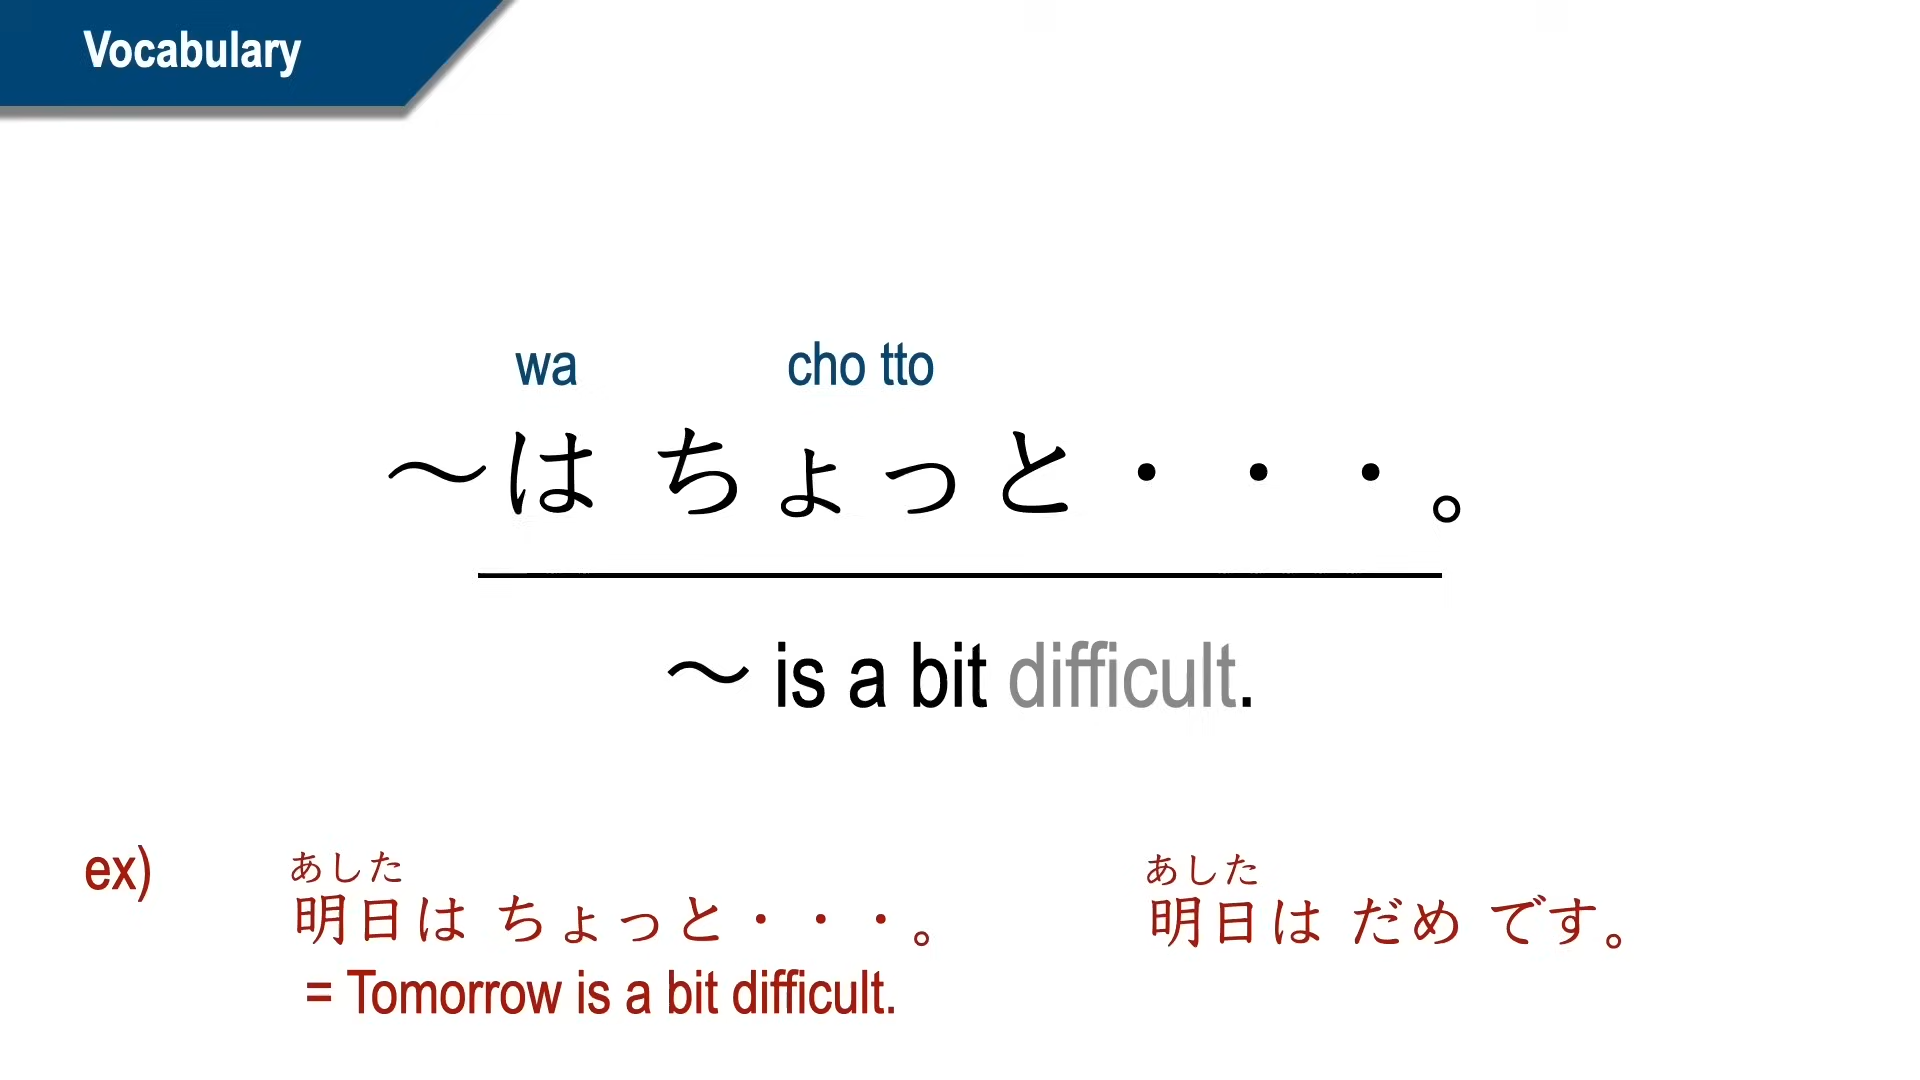 Vocabulary
wa cho tto
～は ちょっと・・・。
～ is a bit difficult.
ex)
あした
明日は ちょっと・・・。
= Tomorrow is a bit difficult.
あした
明日は だめ です。